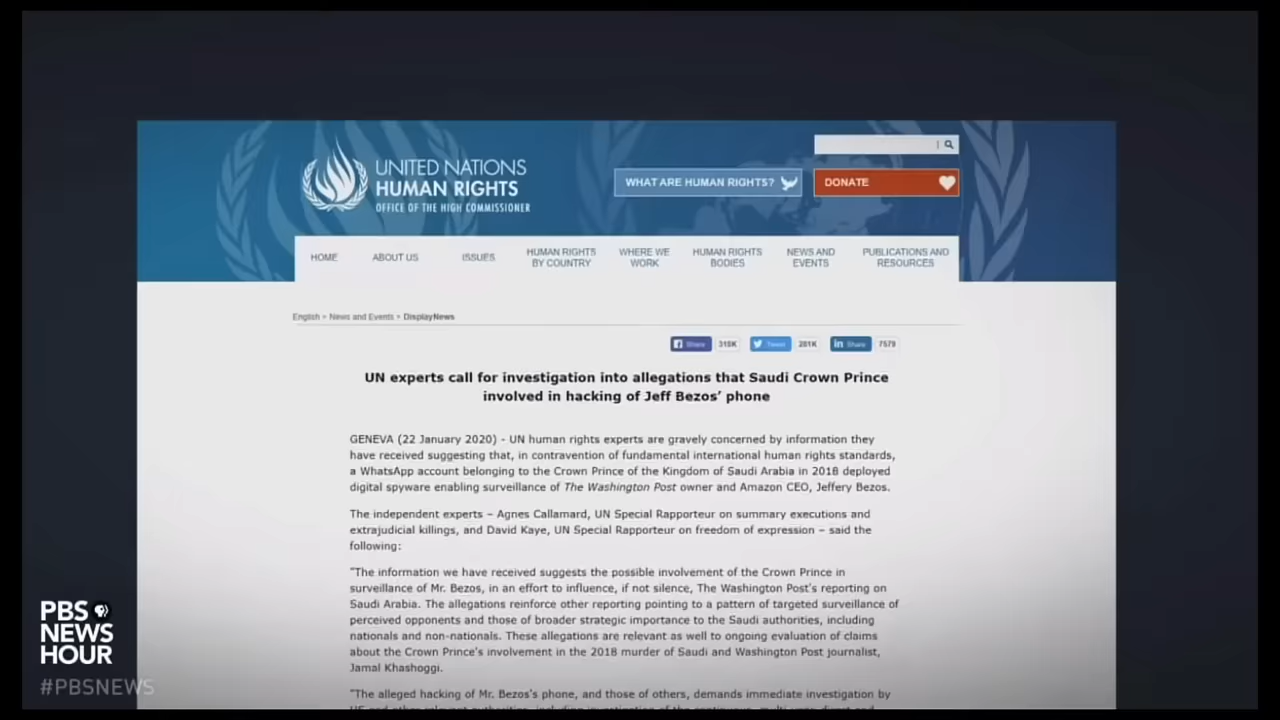 UNITED NATIONS
HUMAN RIGHTS
OFFICE OF THE HIGH COMMISSIONER
WHAT ARE HUMAN RIGHTS?
DONATE
HOME
ABOUT US
ISSUES
HUMAN RIGHTS
BY COUNTRY
WHERE WE
WORK
HUMAN RIGHTS
BODIES
NEWS AND
EVENTS
PUBLICATIONS AND
RESOURCES
English > News and Events > DisplayNews
Share 318K Tweet 201K in Share 7579
UN experts call for investigation into allegations that Saudi Crown Prince
involved in hacking of Jeff Bezos’ phone
GENEVA (22 January 2020) - UN human rights experts are gravely concerned by information they
have received suggesting that, in contravention of fundamental international human rights standards,
a WhatsApp account belonging to the Crown Prince of the Kingdom of Saudi Arabia in 2018 deployed
digital spyware enabling surveillance of The Washington Post owner and Amazon CEO, Jeffery Bezos.
The independent experts – Agnes Callamard, UN Special Rapporteur on summary executions and
extrajudicial killings, and David Kaye, UN Special Rapporteur on freedom of expression – said the
following:
“The information we have received suggests the possible involvement of the Crown Prince in
surveillance of Mr. Bezos, in an effort to influence, if not silence, The Washington Post’s reporting on
Saudi Arabia. The allegations reinforce other reporting pointing to a pattern of targeted surveillance of
perceived opponents and those of broader strategic importance to the Saudi authorities, including
nationals and non-nationals. These allegations are relevant as well to ongoing evaluation of claims
about the Crown Prince’s involvement in the 2018 murder of Saudi and Washington Post journalist,
Jamal Khashoggi.
“The alleged hacking of Mr. Bezos’s phone, and those of others, demands immediate investigation by
PBS
NEWS
HOUR
#PBSNEWS